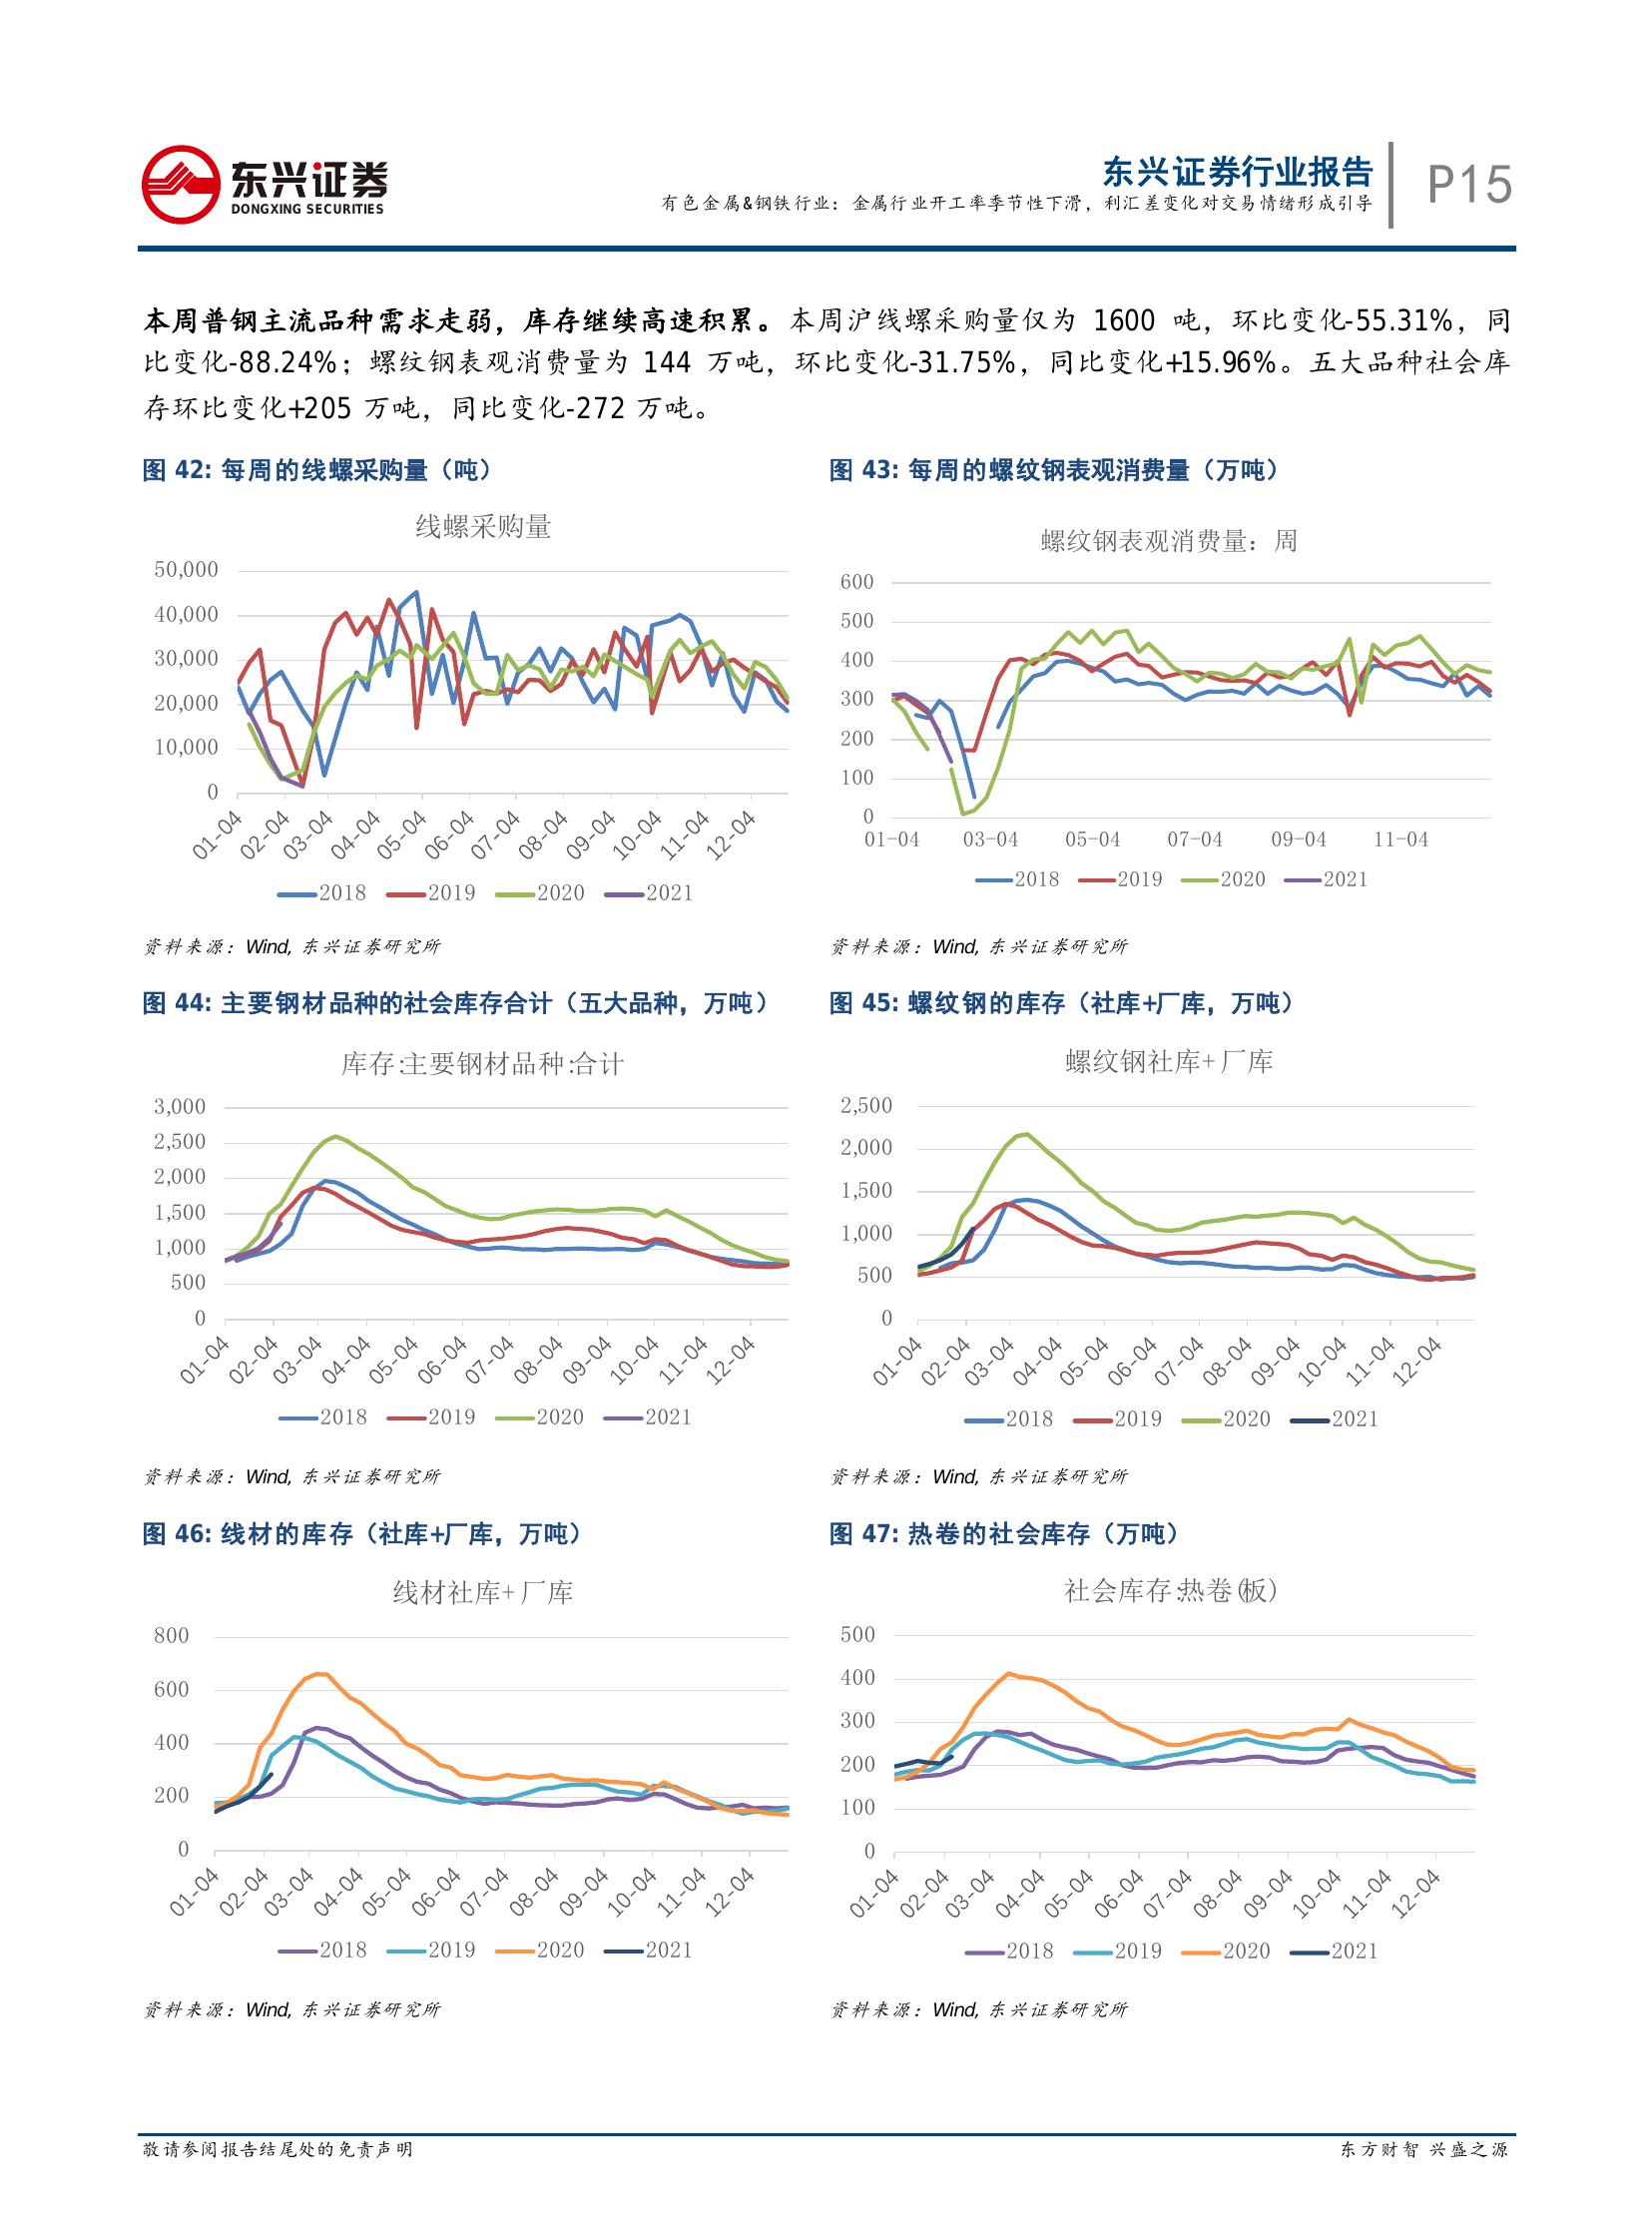 东兴证券
DONGXING SECURITIES
东兴证券行业报告
有色金属&钢铁行业：金属行业开工率季节性下滑，利汇差变化对交易情绪形成引导
P15
本周普钢主流品种需求走弱，库存继续高速积累。本周沪线螺采购量仅为 1600 吨，环比变化-55.31%，同
比变化-88.24%；螺纹钢表观消费量为 144 万吨，环比变化-31.75%，同比变化+15.96%。五大品种社会库
存环比变化+205 万吨，同比变化-272 万吨。
图 42: 每周的线螺采购量（吨）
线螺采购量
50,000
40,000
30,000
20,000
10,000
0
01-04 02-04 03-04 04-04 05-04 06-04 07-04 08-04 09-04 10-04 11-04 12-04
2018 2019 2020 2021
资料来源：Wind, 东兴证券研究所
图 43: 每周的螺纹钢表观消费量（万吨）
螺纹钢表观消费量：周
600
500
400
300
200
100
0
01-04 03-04 05-04 07-04 09-04 11-04
2018 2019 2020 2021
资料来源：Wind, 东兴证券研究所
图 44: 主要钢材品种的社会库存合计（五大品种，万吨）
库存:主要钢材品种:合计
3,000
2,500
2,000
1,500
1,000
500
0
01-04 02-04 03-04 04-04 05-04 06-04 07-04 08-04 09-04 10-04 11-04 12-04
2018 2019 2020 2021
资料来源：Wind, 东兴证券研究所
图 45: 螺纹钢的库存（社库+厂库，万吨）
螺纹钢社库+厂库
2,500
2,000
1,500
1,000
500
0
01-04 02-04 03-04 04-04 05-04 06-04 07-04 08-04 09-04 10-04 11-04 12-04
2018 2019 2020 2021
资料来源：Wind, 东兴证券研究所
图 46: 线材的库存（社库+厂库，万吨）
线材社库+厂库
800
600
400
200
0
01-04 02-04 03-04 04-04 05-04 06-04 07-04 08-04 09-04 10-04 11-04 12-04
2018 2019 2020 2021
资料来源：Wind, 东兴证券研究所
图 47: 热卷的社会库存（万吨）
社会库存:热卷(板)
500
400
300
200
100
0
01-04 02-04 03-04 04-04 05-04 06-04 07-04 08-04 09-04 10-04 11-04 12-04
2018 2019 2020 2021
资料来源：Wind, 东兴证券研究所
敬请参阅报告结尾处的免责声明
东方财智 兴盛之源